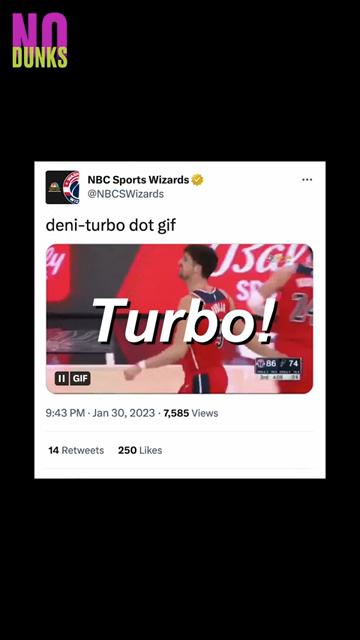 NO
DUNKS
NBC Sports Wizards
@NBCSWizards
deni-turbo dot gif
Turbo!
86 74
3rd
GIF
9:43 PM · Jan 30, 2023 · 7,585 Views
14 Retweets 250 Likes